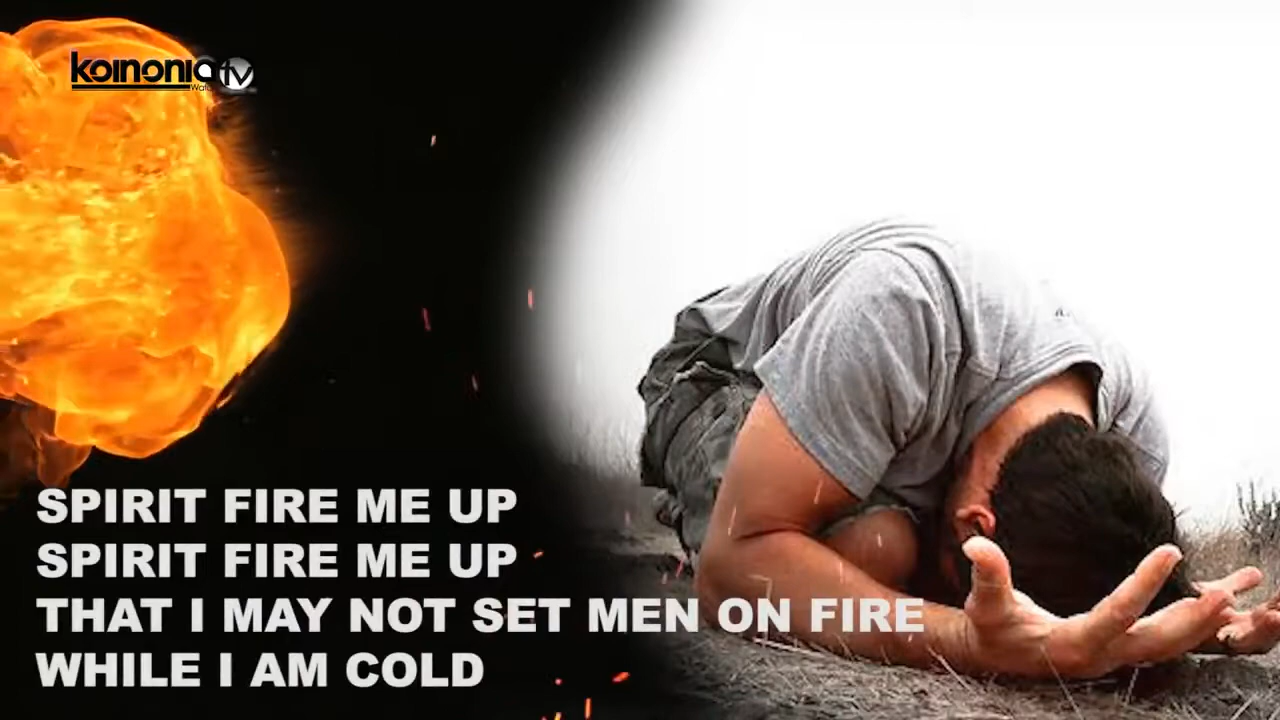 koinonia tv
SPIRIT FIRE ME UP
SPIRIT FIRE ME UP
THAT I MAY NOT SET MEN ON FIRE
WHILE I AM COLD